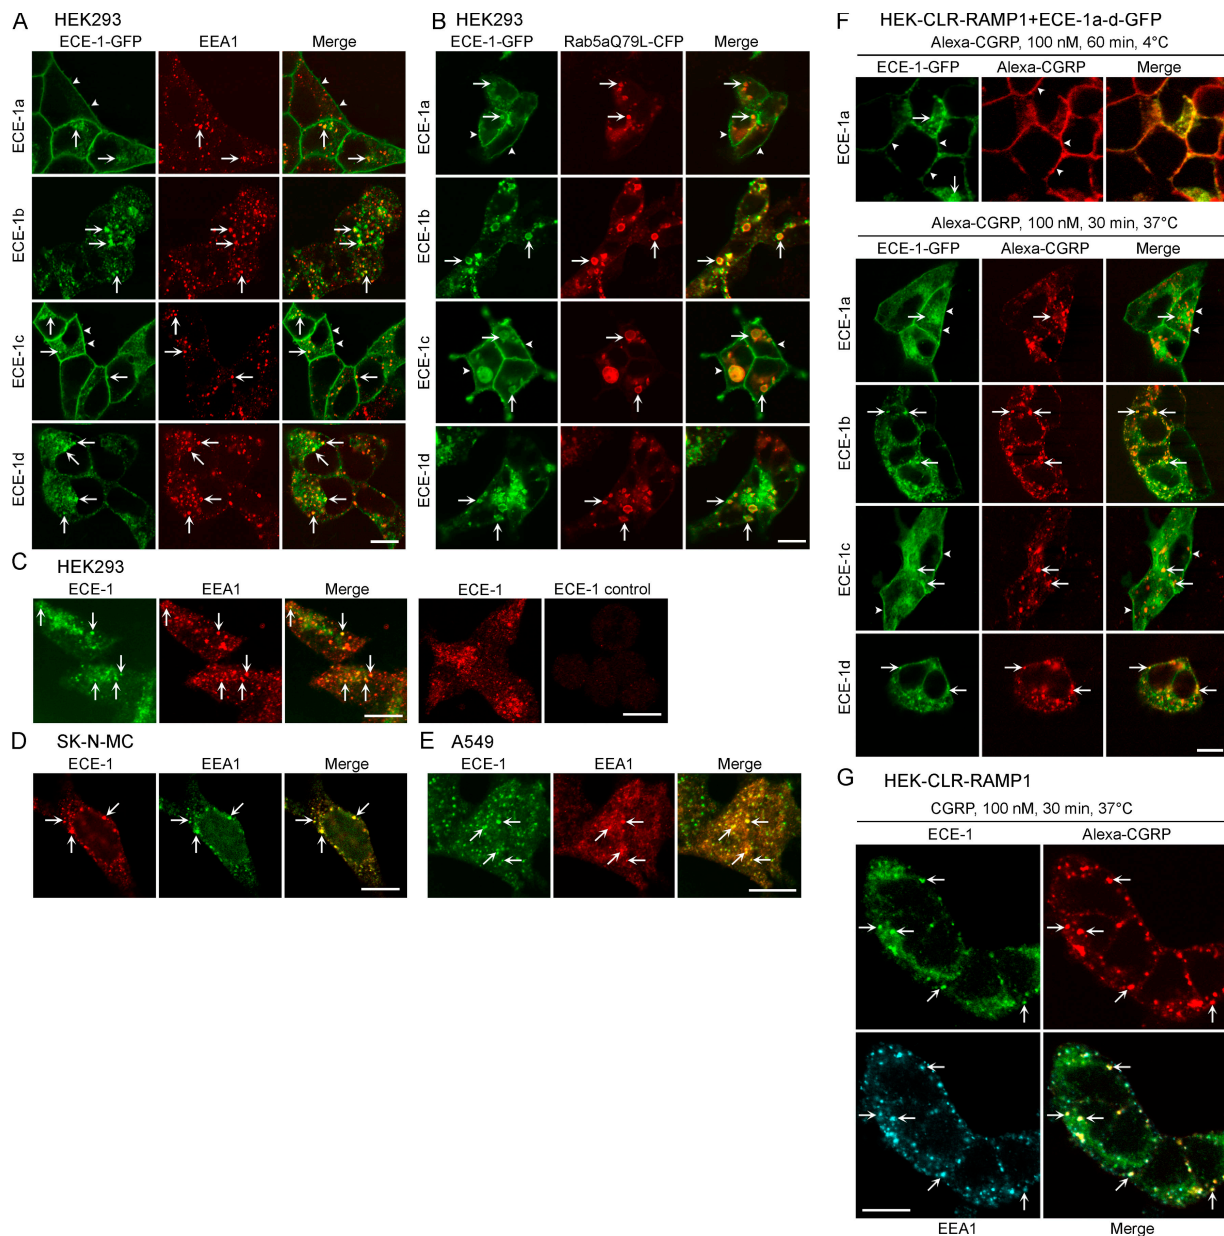 A HEK293
ECE-1-GFP EEA1 Merge
ECE-1a
ECE-1b
ECE-1c
ECE-1d
B HEK293
ECE-1-GFP Rab5aQ79L-CFP Merge
ECE-1a
ECE-1b
ECE-1c
ECE-1d
C HEK293
ECE-1 EEA1 Merge ECE-1 ECE-1 control
D SK-N-MC
ECE-1 EEA1 Merge
E A549
ECE-1 EEA1 Merge
F HEK-CLR-RAMP1+ECE-1a-d-GFP
Alexa-CGRP, 100 nM, 60 min, 4°C
ECE-1-GFP Alexa-CGRP Merge
ECE-1a
Alexa-CGRP, 100 nM, 30 min, 37°C
ECE-1-GFP Alexa-CGRP Merge
ECE-1a
ECE-1b
ECE-1c
ECE-1d
G HEK-CLR-RAMP1
CGRP, 100 nM, 30 min, 37°C
ECE-1 Alexa-CGRP
EEA1 Merge